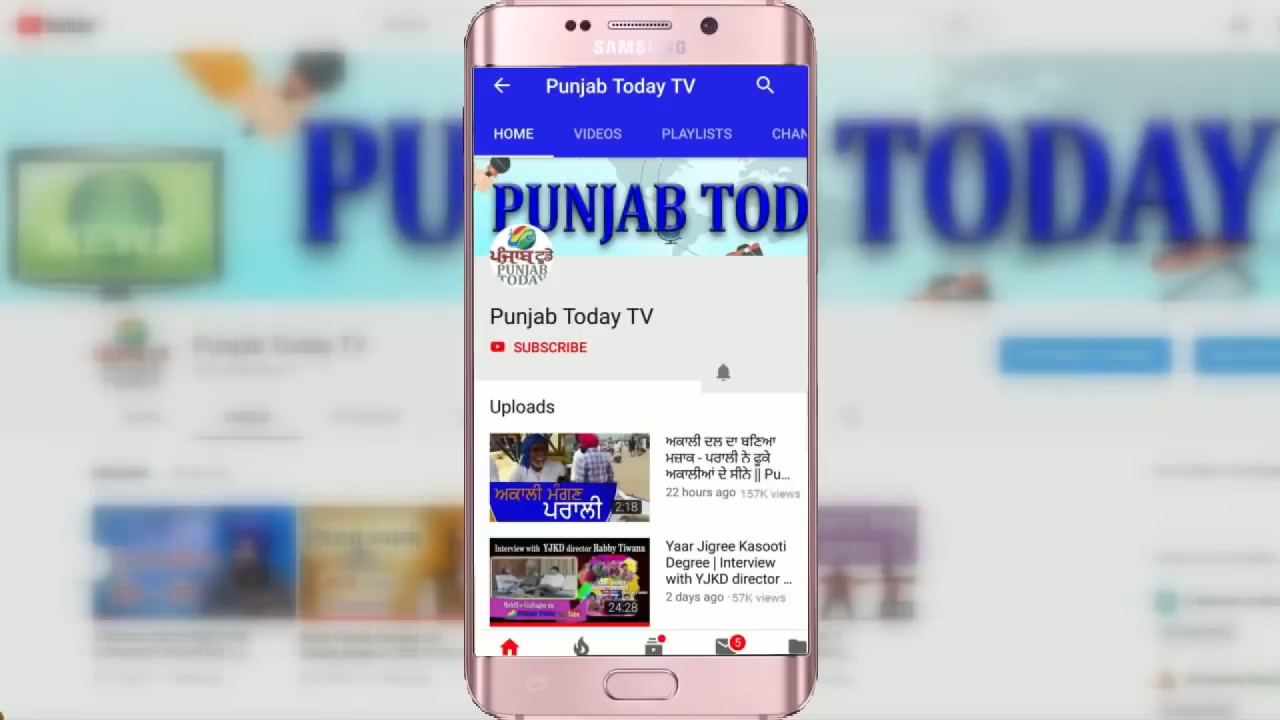 SAMSUNG
Punjab Today TV
HOME VIDEOS PLAYLISTS CHAN
PUNJAB TOD
PU
TODAY
NEWS
ਪੰਜਾਬ ਟੂਡੇ
PUNJAB
TODAY
Punjab Today TV
SUBSCRIBE
Uploads
ਅਕਾਲੀ ਮੰਗਣ
ਪਰਾਲੀ
2:18
ਅਕਾਲੀ ਦਲ ਦਾ ਬਣਿਆ
ਮਜ਼ਾਕ - ਪਰਾਲੀ ਨੇ ਫੂਕੇ
ਅਕਾਲੀਆਂ ਦੇ ਸੀਨੇ || Pu...
22 hours ago 157K views
Interview with YJKD director Rabby Tiwana
24:28
Yaar Jigree Kasooti
Degree | Interview
with YJKD director ...
2 days ago · 57K views
5